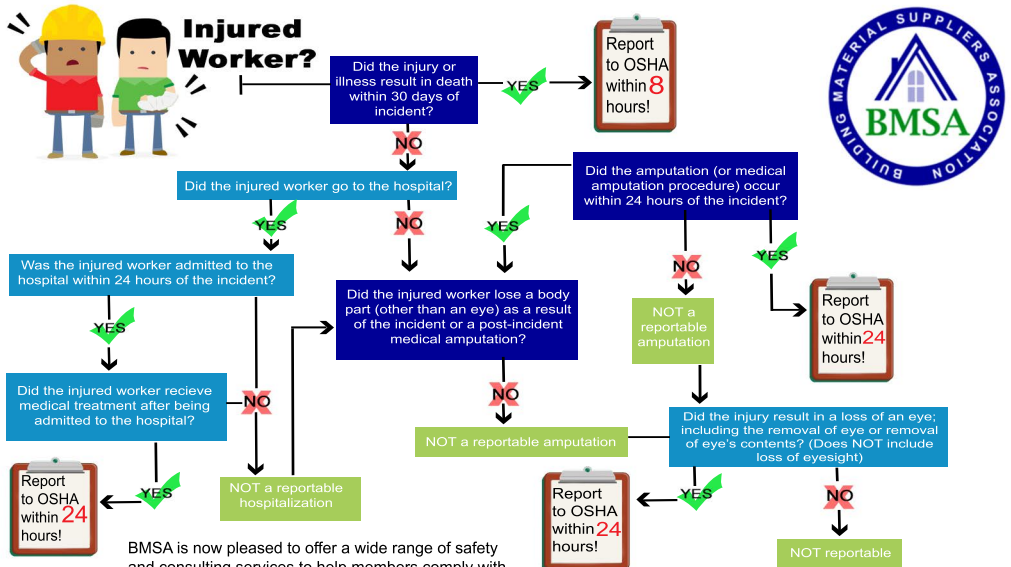 Injured
Worker?
Did the injury or
illness result in death
within 30 days of
incident?
YES
Report
to OSHA
within 8
hours!
BUILDING MATERIAL SUPPLIERS ASSOCIATION
BMSA
NO
Did the injured worker go to the hospital?
YES
NO
Did the amputation (or medical
amputation procedure) occur
within 24 hours of the incident?
YES
NO
YES
Was the injured worker admitted to the
hospital within 24 hours of the incident?
YES
NO
Did the injured worker lose a body
part (other than an eye) as a result
of the incident or a post-incident
medical amputation?
NOT a
reportable
amputation
Report
to OSHA
within 24
hours!
Did the injured worker recieve
medical treatment after being
admitted to the hospital?
NO
NOT a reportable amputation
Did the injury result in a loss of an eye;
including the removal of eye or removal
of eye's contents? (Does NOT include
loss of eyesight)
YES
Report
to OSHA
within 24
hours!
NOT a reportable
hospitalization
YES
Report
to OSHA
within 24
hours!
NO
NOT reportable
BMSA is now pleased to offer a wide range of safety
and consulting services to help members comply with